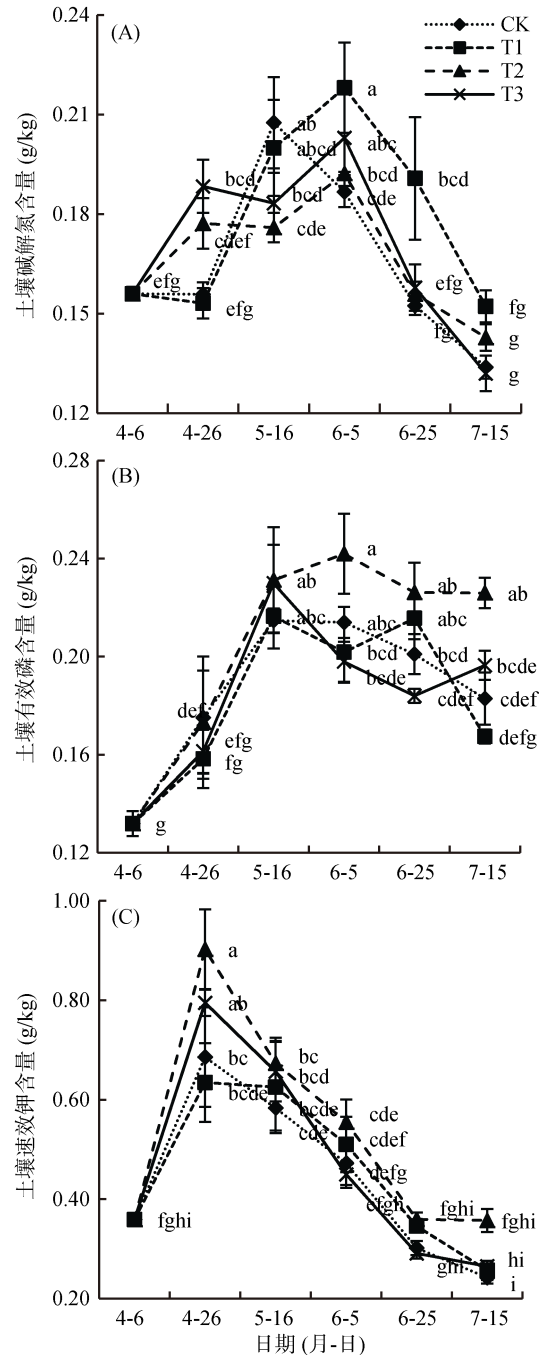 0.24
(A)
CK
T1
T2
T3
0.21
0.18
0.15
0.12
土壤碱解氮含量 (g/kg)
efg
bcd
cdef
efg
ab
abcd
bcd
cde
a
abc
bcd
cde
bcd
efg
fg
fg
g
g
4-6 4-26 5-16 6-5 6-25 7-15
0.28
(B)
0.24
0.20
0.16
0.12
土壤有效磷含量 (g/kg)
g
def
efg
fg
ab
abc
a
abc
bcd
bcde
ab
abc
bcd
cdef
ab
bcde
cdef
defg
4-6 4-26 5-16 6-5 6-25 7-15
1.00
(C)
0.80
0.60
0.40
0.20
土壤速效钾含量 (g/kg)
fghi
a
ab
bc
bcde
bc
bcd
bcde
cde
cde
cdef
defg
efgh
fghi
ghi
fghi
hi
i
4-6 4-26 5-16 6-5 6-25 7-15
日期 (月-日)